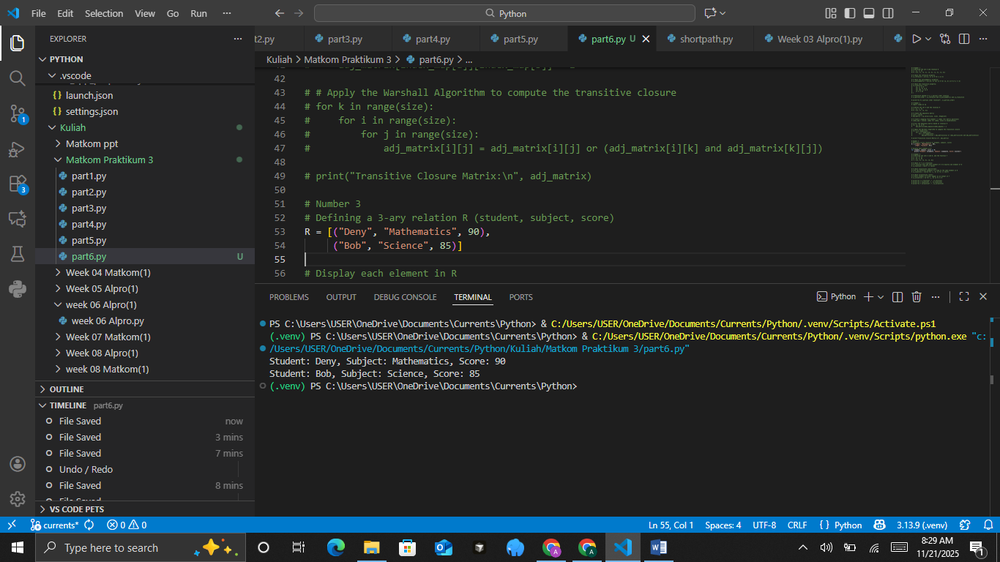 File Edit Selection View Go Run ··· Python
EXPLORER ···
PYTHON
.vscode
launch.json
settings.json
Kuliah
Matkom ppt
Matkom Praktikum 3
part1.py
part2.py
part3.py
part4.py
part5.py
part6.py U
Week 04 Matkom(1)
Week 05 Alpro(1)
week 06 Alpro(1)
week 06 Alpro.py
Week 07 Matkom(1)
Week 08 Alpro(1)
week 08 Matkom(1)
OUTLINE
TIMELINE part6.py
File Saved now
File Saved 3 mins
File Saved 7 mins
Undo / Redo
File Saved 8 mins
VS CODE PETS
1
3
t2.py part3.py part4.py part5.py part6.py U shortpath.py Week 03 Alpro(1).py ···
Kuliah > Matkom Praktikum 3 > part6.py > ...
42
43 # # Apply the Warshall Algorithm to compute the transitive closure
44 # for k in range(size):
45 #     for i in range(size):
46 #         for j in range(size):
47 #             adj_matrix[i][j] = adj_matrix[i][j] or (adj_matrix[i][k] and adj_matrix[k][j])
48
49 # print("Transitive Closure Matrix:\n", adj_matrix)
50
51 # Number 3
52 # Defining a 3-ary relation R (student, subject, score)
53 R = [("Deny", "Mathematics", 90),
54      ("Bob", "Science", 85)]
55
56 # Display each element in R
PROBLEMS OUTPUT DEBUG CONSOLE TERMINAL PORTS Python ···
PS C:\Users\USER\OneDrive\Documents\Currents\Python> & C:/Users/USER/OneDrive/Documents/Currents/Python/.venv/Scripts/Activate.ps1
(.venv) PS C:\Users\USER\OneDrive\Documents\Currents\Python> & C:/Users/USER/OneDrive/Documents/Currents/Python/.venv/Scripts/python.exe "c:
/Users/USER/OneDrive/Documents/Currents/Python/Kuliah/Matkom Praktikum 3/part6.py"
Student: Deny, Subject: Mathematics, Score: 90
Student: Bob, Subject: Science, Score: 85
(.venv) PS C:\Users\USER\OneDrive\Documents\Currents\Python>
currents* 0 0 Ln 55, Col 1 Spaces: 4 UTF-8 CRLF { } Python 3.13.9 (.venv)
Type here to search
8:29 AM
11/21/2025
1